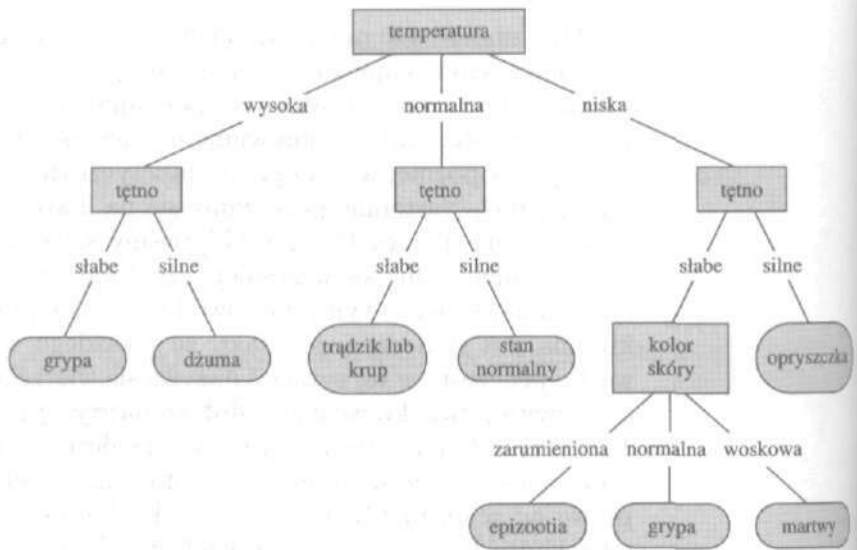 temperatura
wysoka normalna niska
tętno tętno tętno
słabe silne słabe silne słabe silne
grypa dżuma trądzik lub krup stan normalny kolor skóry opryszczka
zarumieniona normalna woskowa
epizootia grypa martwy